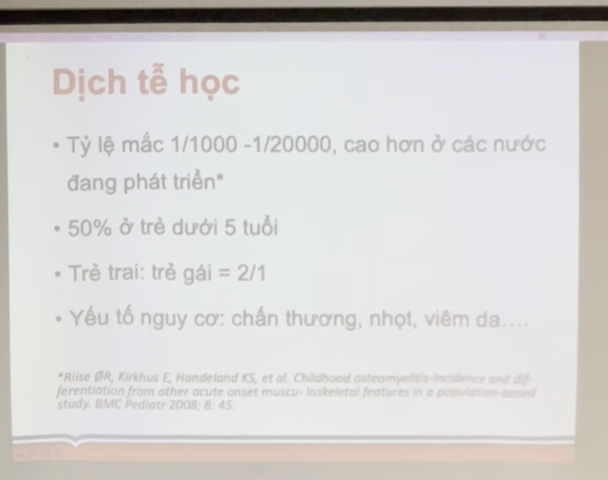 Dịch tễ học
• Tỷ lệ mắc 1/1000 -1/20000, cao hơn ở các nước
đang phát triển*
• 50% ở trẻ dưới 5 tuổi
• Trẻ trai: trẻ gái = 2/1
• Yếu tố nguy cơ: chấn thương, nhọt, viêm da....
*Riise ØR, Kirkhus E, Handeland KS, et al. Childhood osteomyelitis-incidence and dif-
ferentiation from other acute onset muscu- loskeletal features in a population-based
study. BMC Pediatr 2008; 8: 45.